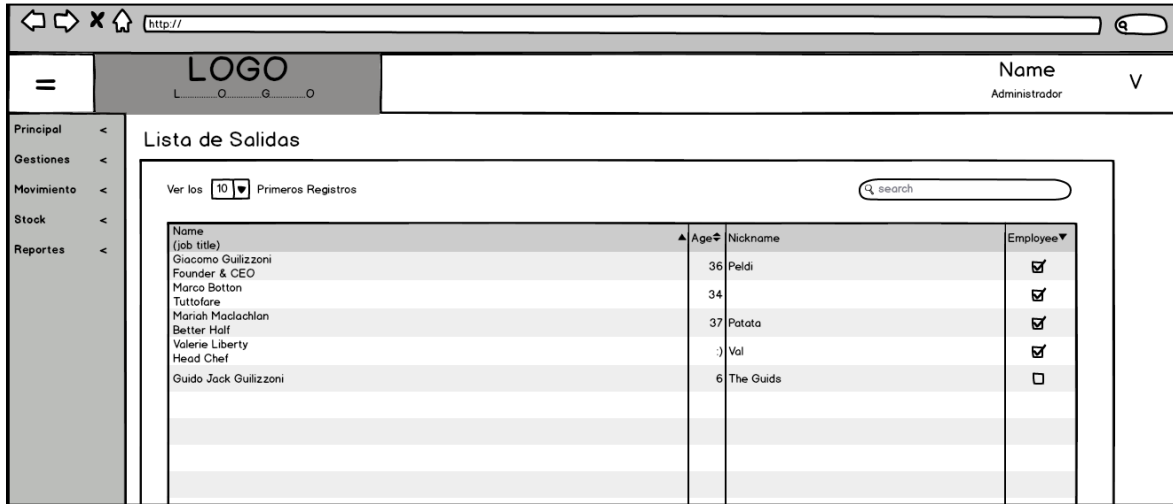 http://
LOGO
L.............O.............G.............O
Name
Administrador
V
Principal <
Gestiones <
Movimiento <
Stock <
Reportes <
Lista de Salidas
Ver los 10 Primeros Registros
search
Name
(job title)
Age
Nickname
Employee
Giacomo Guilizzoni
Founder & CEO
36 Peldi
Marco Botton
Tuttofare
34
Mariah Maclachlan
Better Half
37 Patata
Valerie Liberty
Head Chef
:) Val
Guido Jack Guilizzoni 6 The Guids